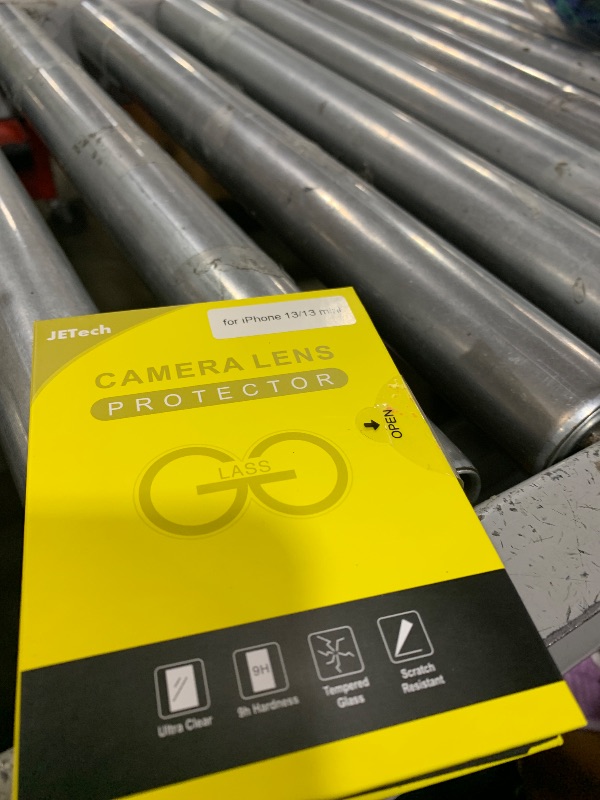 JETech
for iPhone 13/13 mini
CAMERA LENS
PROTECTOR
OPEN
LASS
9H
Ultra Clear
9h Hardness
Tempered
Glass
Scratch
Resistant